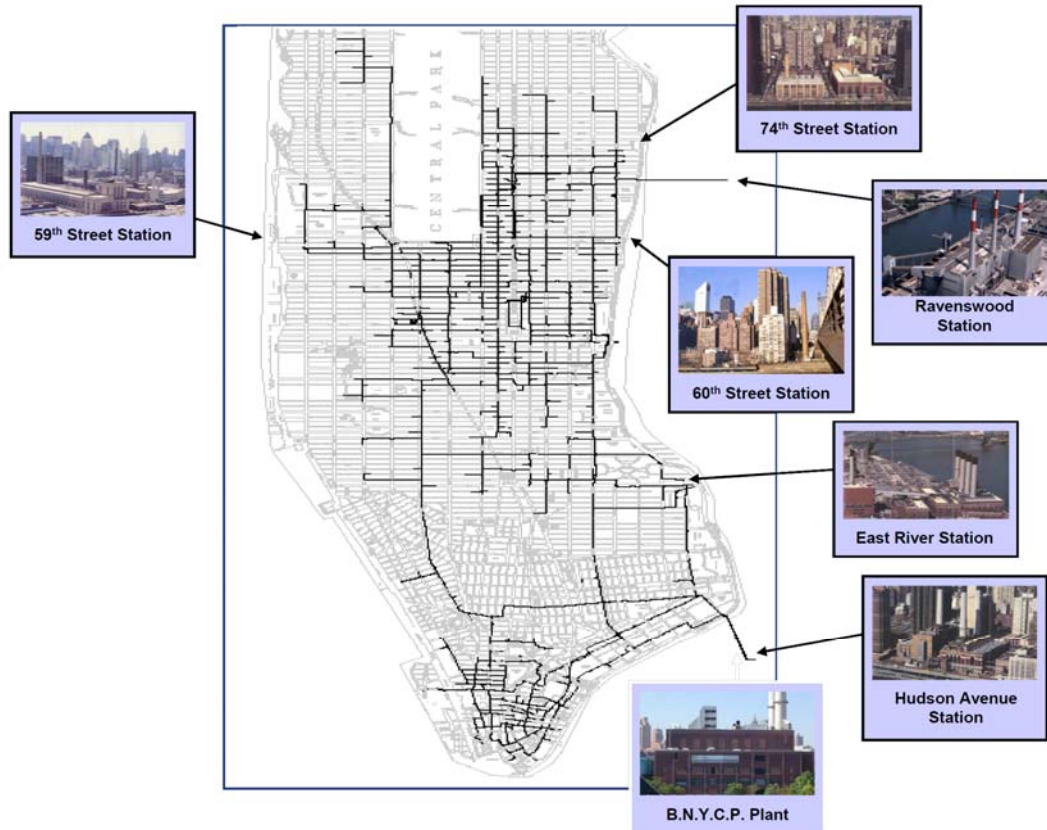 CENTRAL PARK
74th Street Station
59th Street Station
Ravenswood
Station
60th Street Station
East River Station
Hudson Avenue
Station
B.N.Y.C.P. Plant